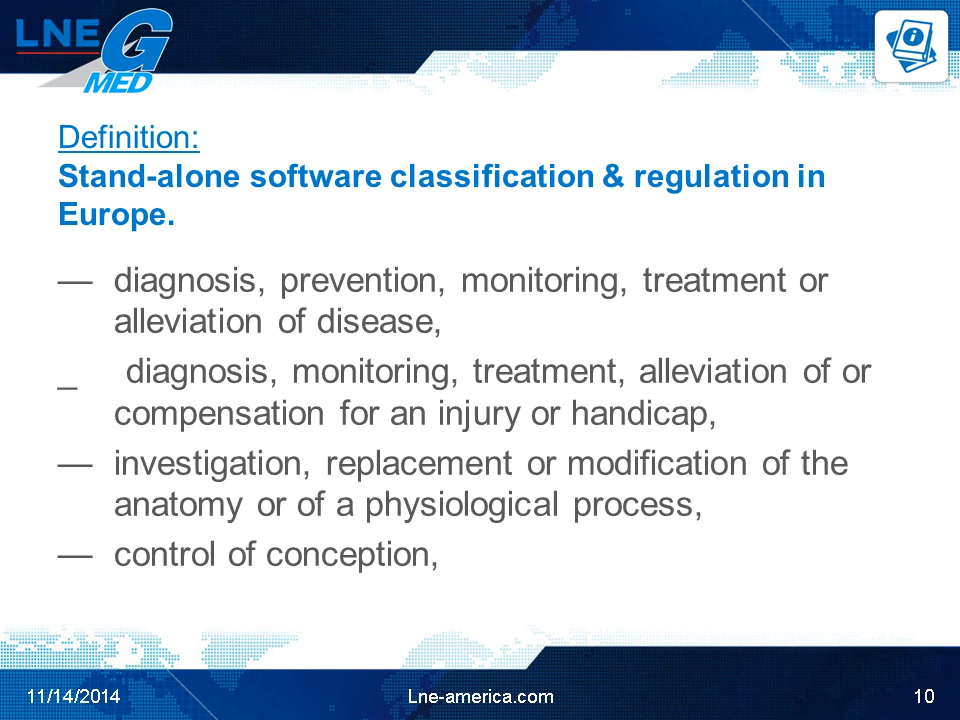 LNE G
MED
Definition:
Stand-alone software classification & regulation in
Europe.
— diagnosis, prevention, monitoring, treatment or
alleviation of disease,
_ diagnosis, monitoring, treatment, alleviation of or
compensation for an injury or handicap,
— investigation, replacement or modification of the
anatomy or of a physiological process,
— control of conception,
11/14/2014 Lne-america.com 10